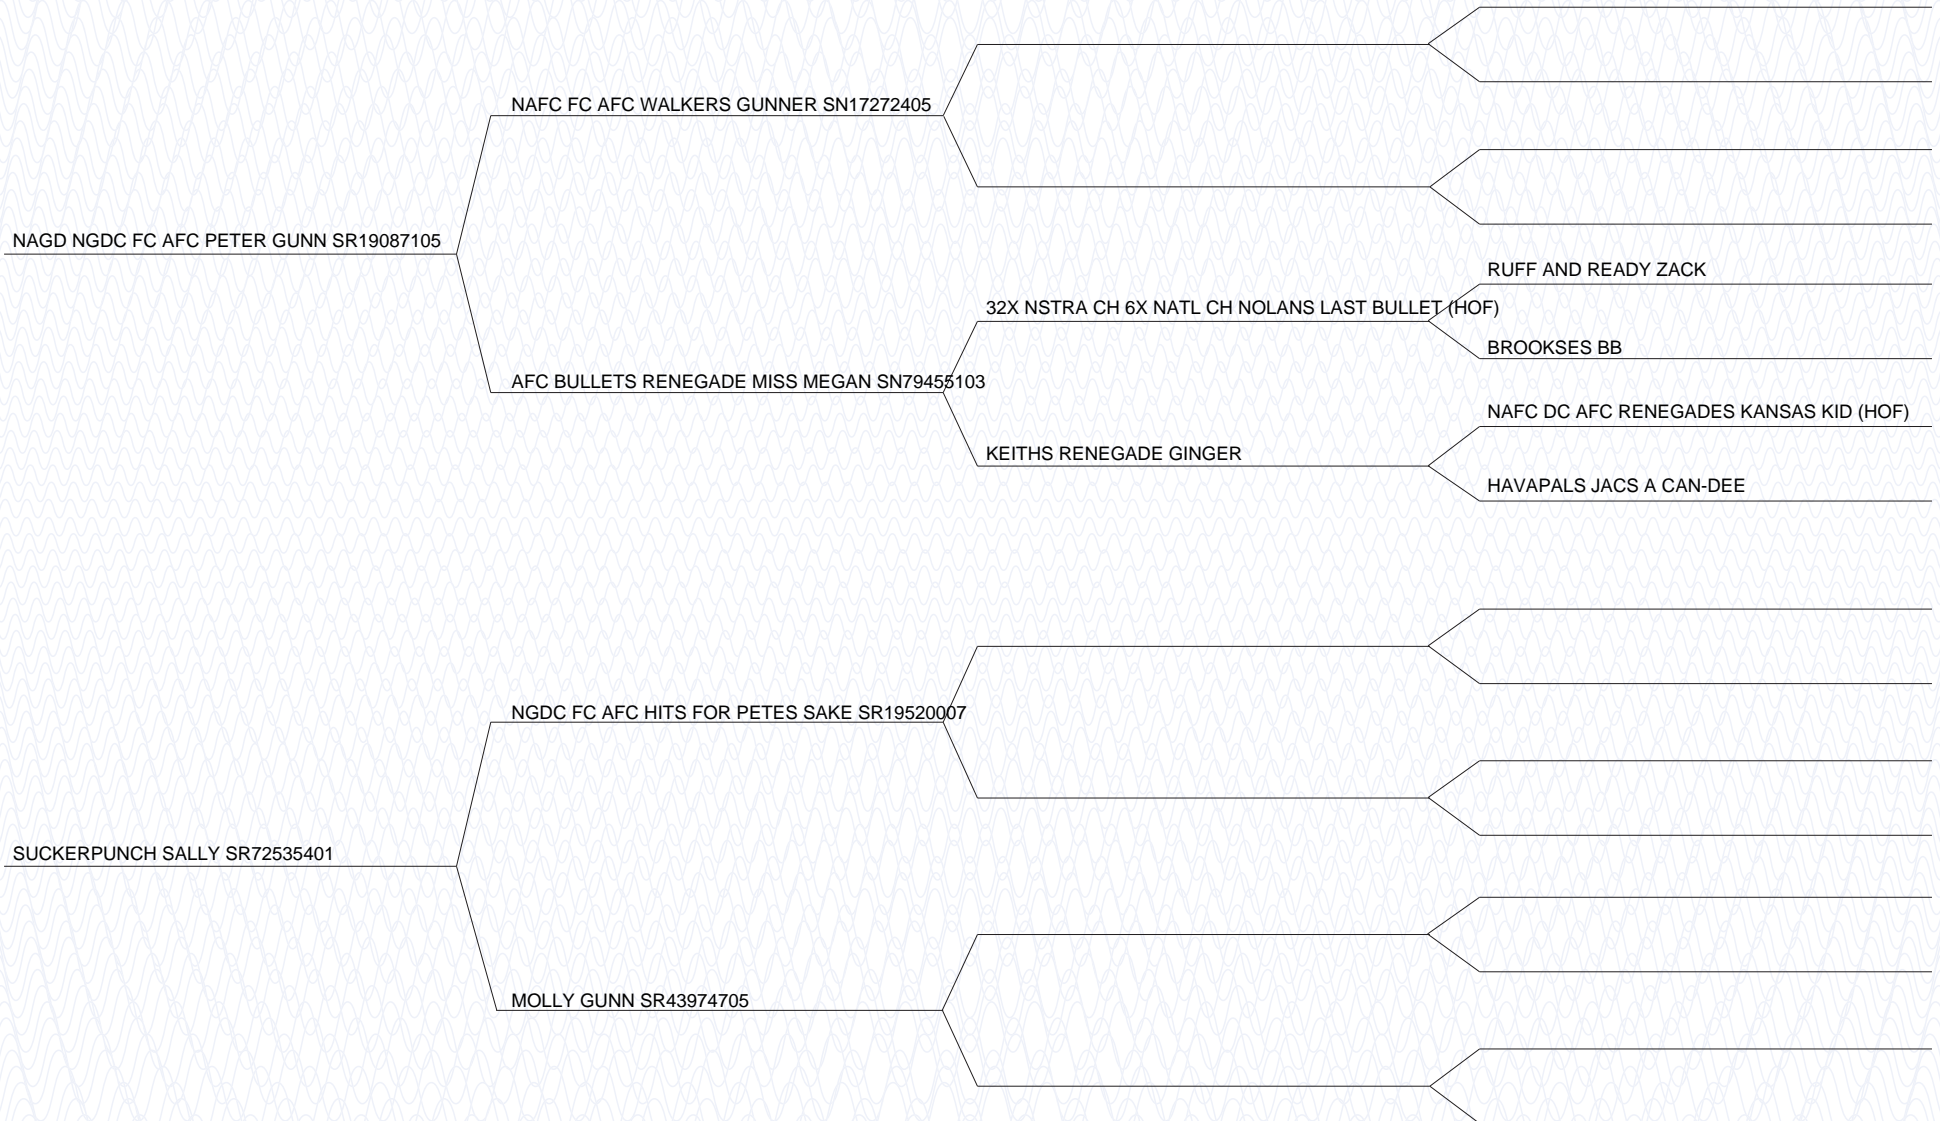 NAFC FC AFC WALKERS GUNNER SN17272405
NAGD NGDC FC AFC PETER GUNN SR19087105
RUFF AND READY ZACK
32X NSTRA CH 6X NATL CH NOLANS LAST BULLET (HOF)
BROOKSES BB
AFC BULLETS RENEGADE MISS MEGAN SN79455103
NAFC DC AFC RENEGADES KANSAS KID (HOF)
KEITHS RENEGADE GINGER
HAVAPALS JACS A CAN-DEE
NGDC FC AFC HITS FOR PETES SAKE SR19520007
SUCKERPUNCH SALLY SR72535401
MOLLY GUNN SR43974705